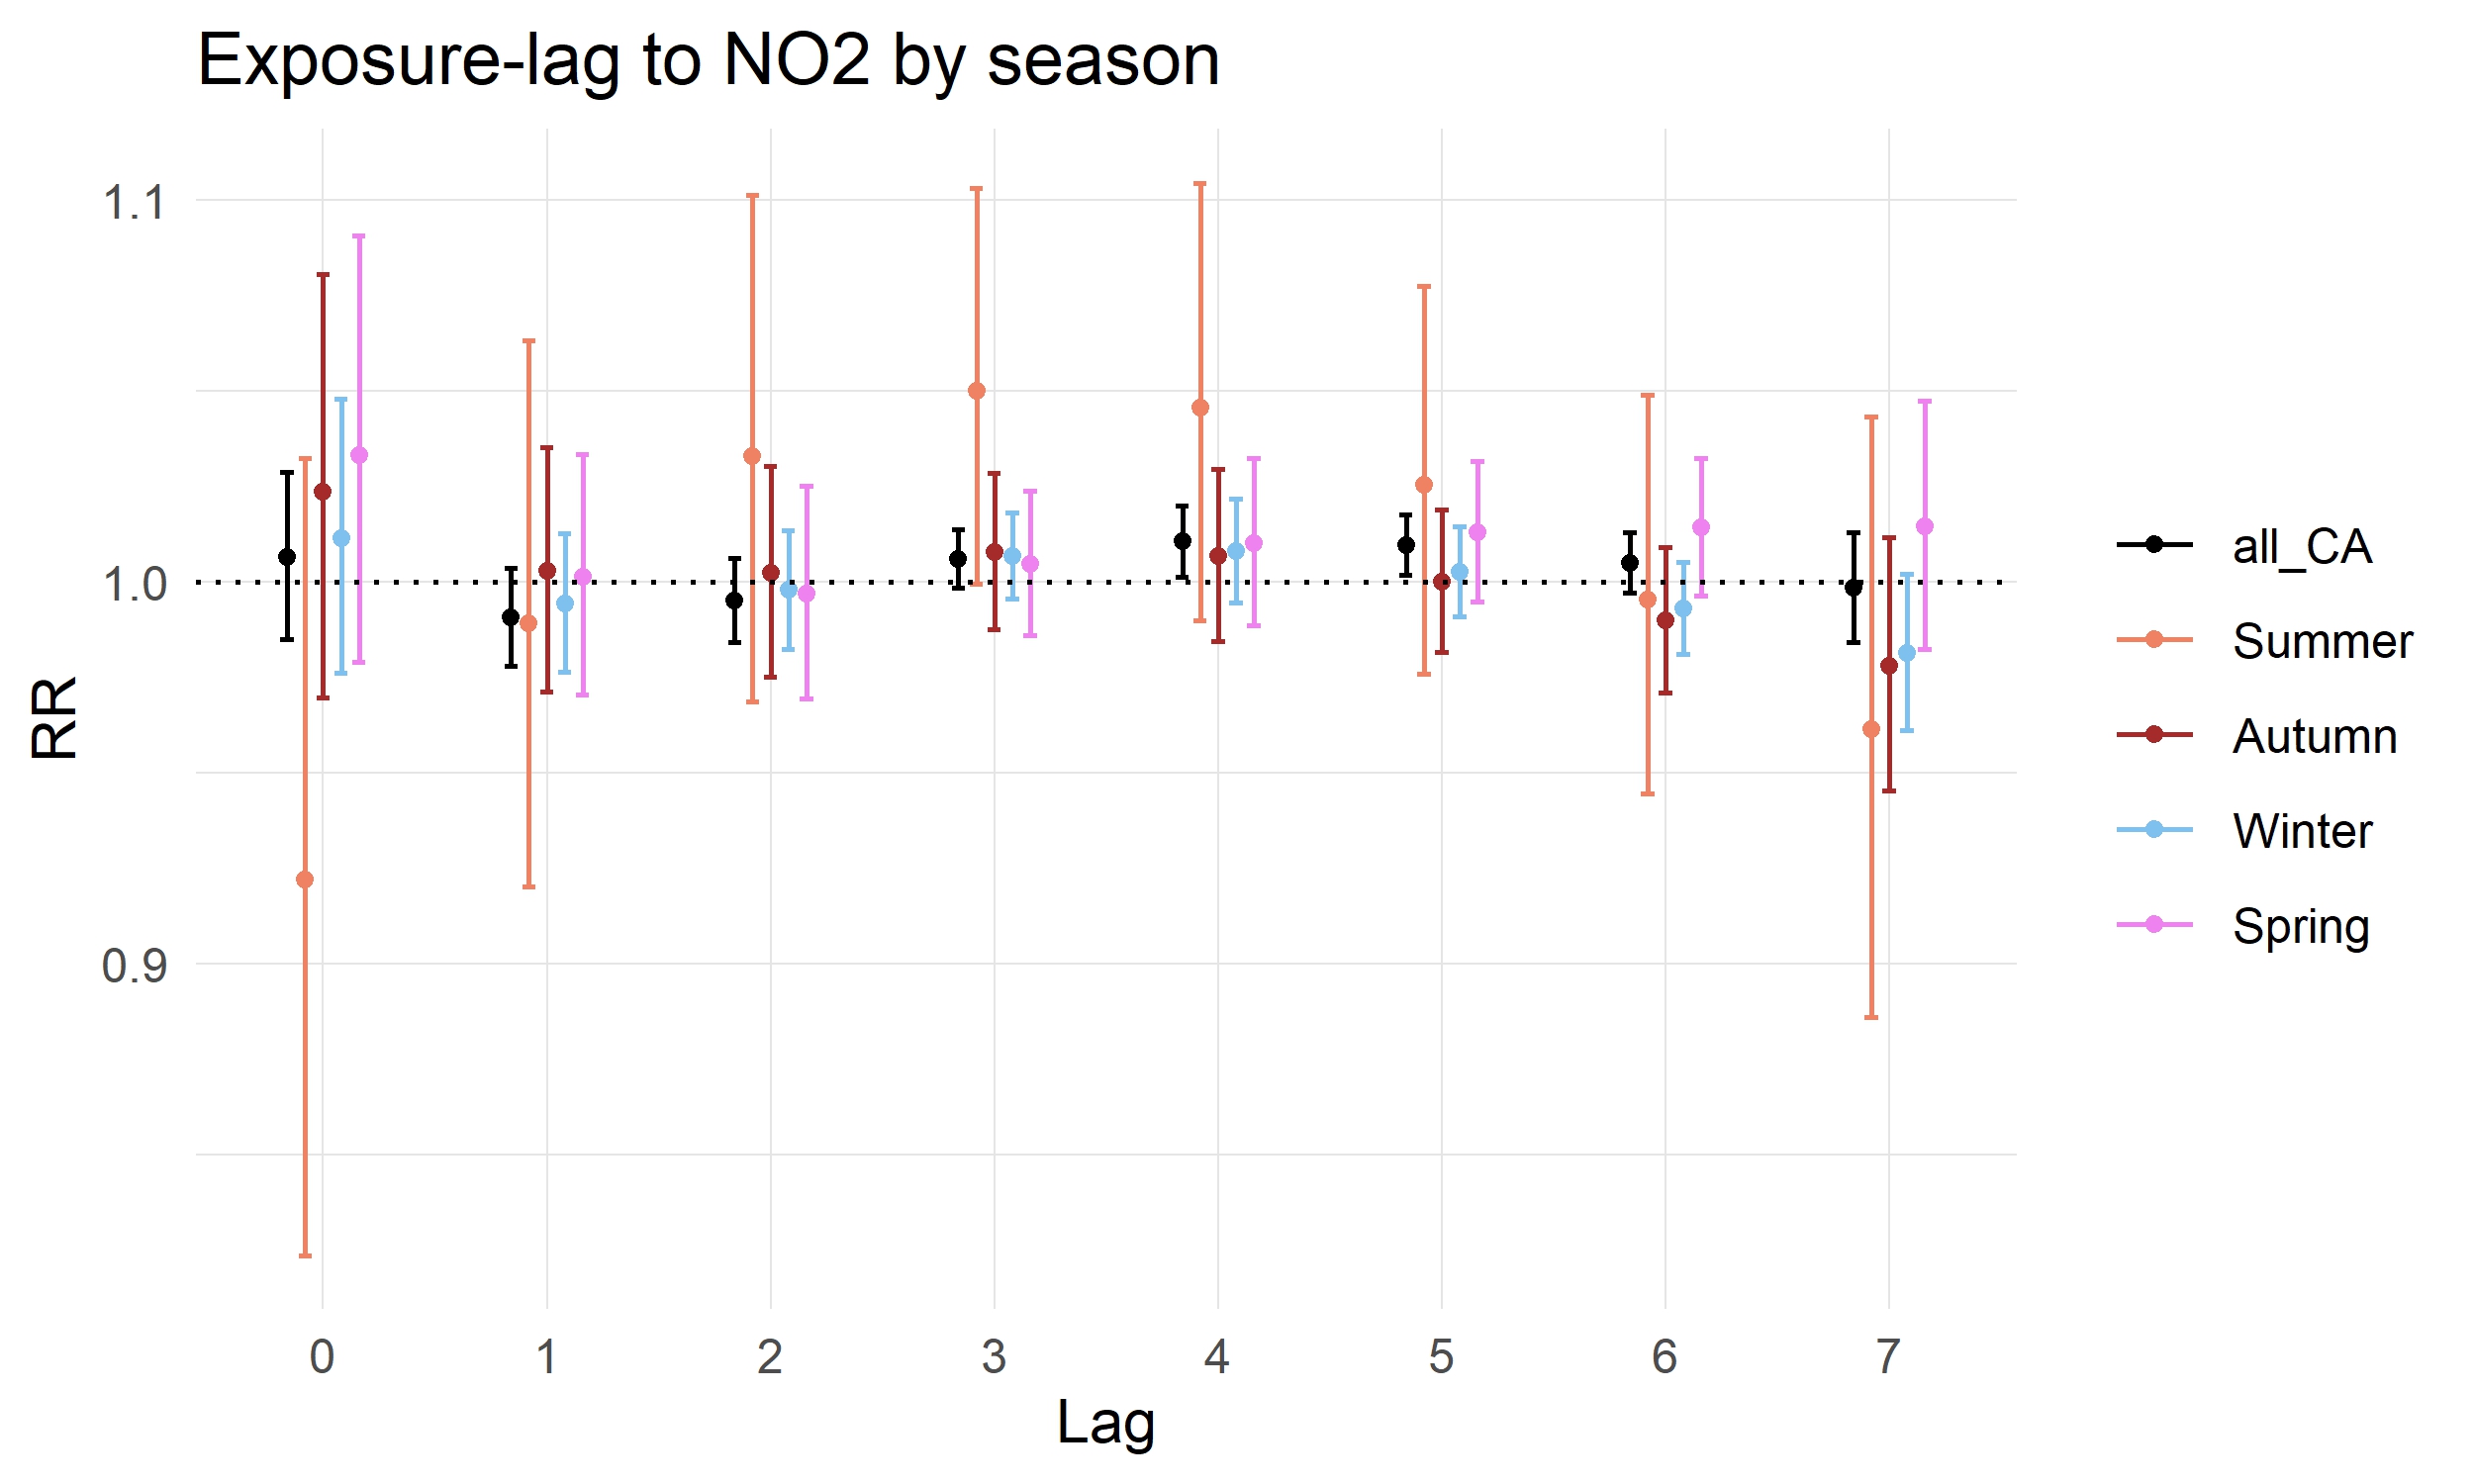 Exposure-lag to NO2 by season
1.1
1.0
0.9
RR
0 1 2 3 4 5 6 7
Lag
all_CA
Summer
Autumn
Winter
Spring